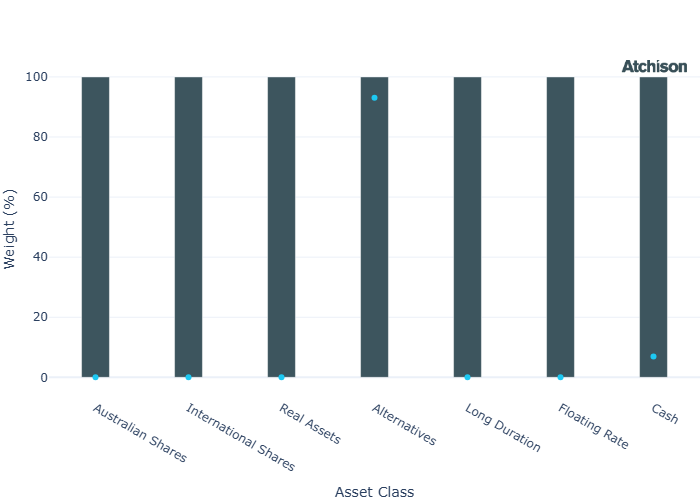 Atchison
100
80
60
40
20
0
Weight (%)
Australian Shares
International Shares
Real Assets
Alternatives
Long Duration
Floating Rate
Cash
Asset Class